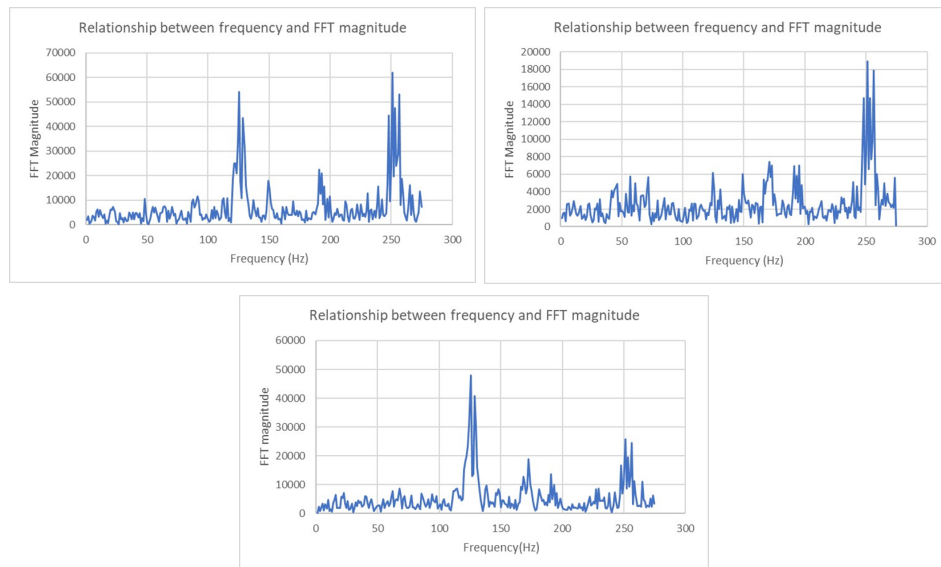 Relationship between frequency and FFT magnitude
70000
60000
50000
40000
30000
20000
10000
0
FFT Magnitude
0 50 100 150 200 250 300
Frequency (Hz)
Relationship between frequency and FFT magnitude
20000
18000
16000
14000
12000
10000
8000
6000
4000
2000
0
FFT Magnitude
0 50 100 150 200 250 300
Frequency (Hz)
Relationship between frequency and FFT magnitude
60000
50000
40000
30000
20000
10000
0
FFT magnitude
0 50 100 150 200 250 300
Frequency(Hz)